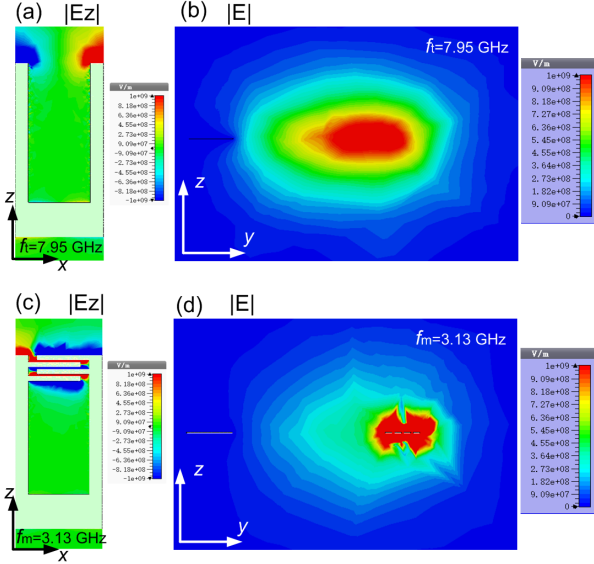 (a) |Ez|
V/m
1e+09
8.18e+08
6.36e+08
4.55e+08
2.73e+08
9.09e+07
-9.09e+07
-2.73e+08
-4.55e+08
-6.36e+08
-8.18e+08
-1e+09
z
x
ft=7.95 GHz
(b) |E|
ft=7.95 GHz
z
y
V/m
1e+09
9.09e+08
8.18e+08
7.27e+08
6.36e+08
5.45e+08
4.55e+08
3.64e+08
2.73e+08
1.82e+08
9.09e+07
0
(c) |Ez|
V/m
1e+09
8.18e+08
6.36e+08
4.55e+08
2.73e+08
9.09e+07
-9.09e+07
-2.73e+08
-4.55e+08
-6.36e+08
-8.18e+08
-1e+09
z
x
fm=3.13 GHz
(d) |E|
fm=3.13 GHz
z
y
V/m
1e+09
9.09e+08
8.18e+08
7.27e+08
6.36e+08
5.45e+08
4.55e+08
3.64e+08
2.73e+08
1.82e+08
9.09e+07
0